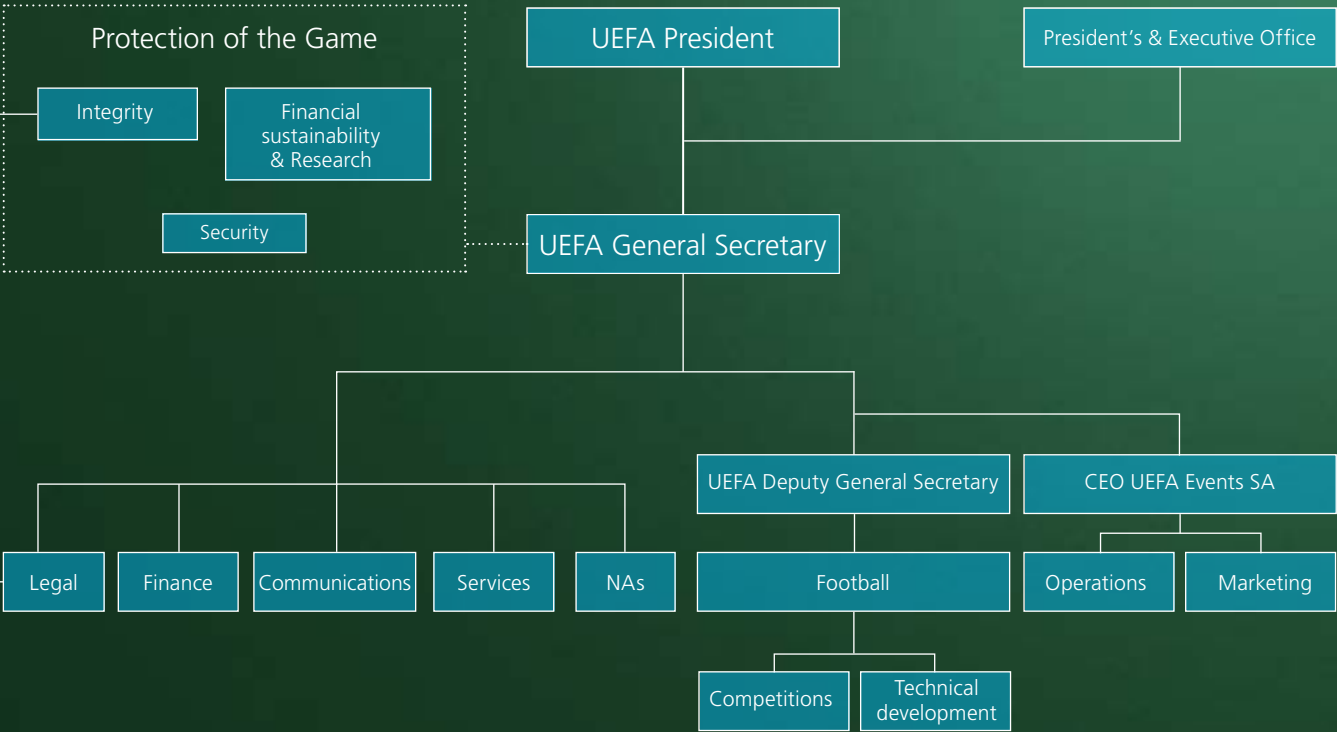 Protection of the Game
UEFA President
President’s & Executive Office
Integrity
Financial
sustainability
& Research
Security
UEFA General Secretary
UEFA Deputy General Secretary
CEO UEFA Events SA
Legal
Finance
Communications
Services
NAs
Football
Operations
Marketing
Competitions
Technical
development